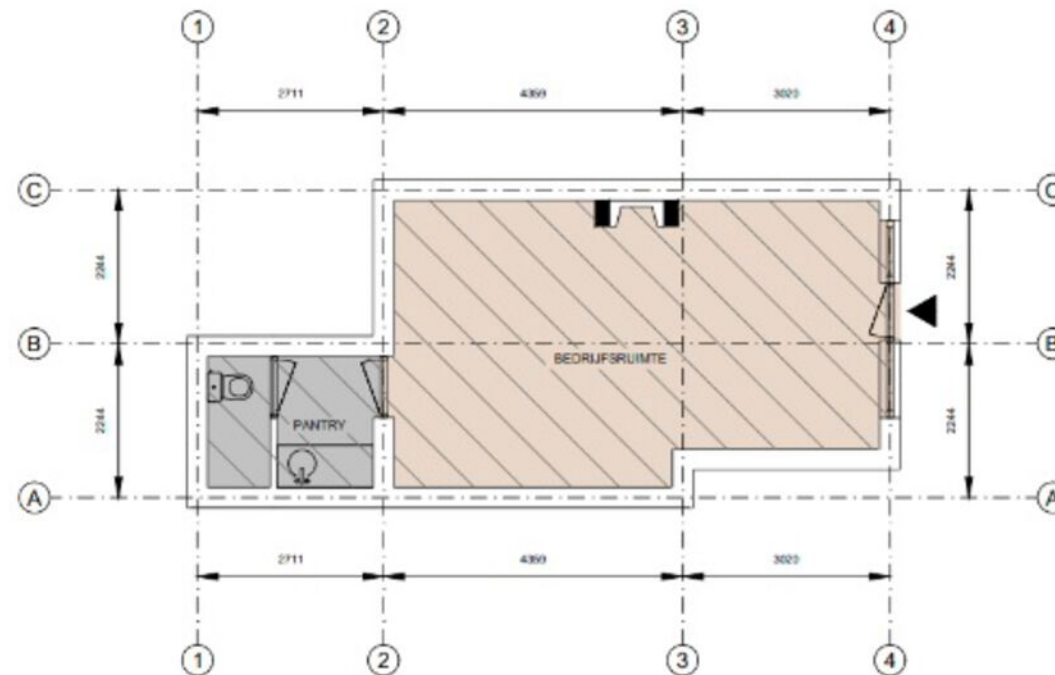 1 2 3 4
2711 4359 3020
C C
2244 2244
B B
BEDRIJFSRUIMTE
2244 2244
PANTRY
A A
2711 4359 3020
1 2 3 4